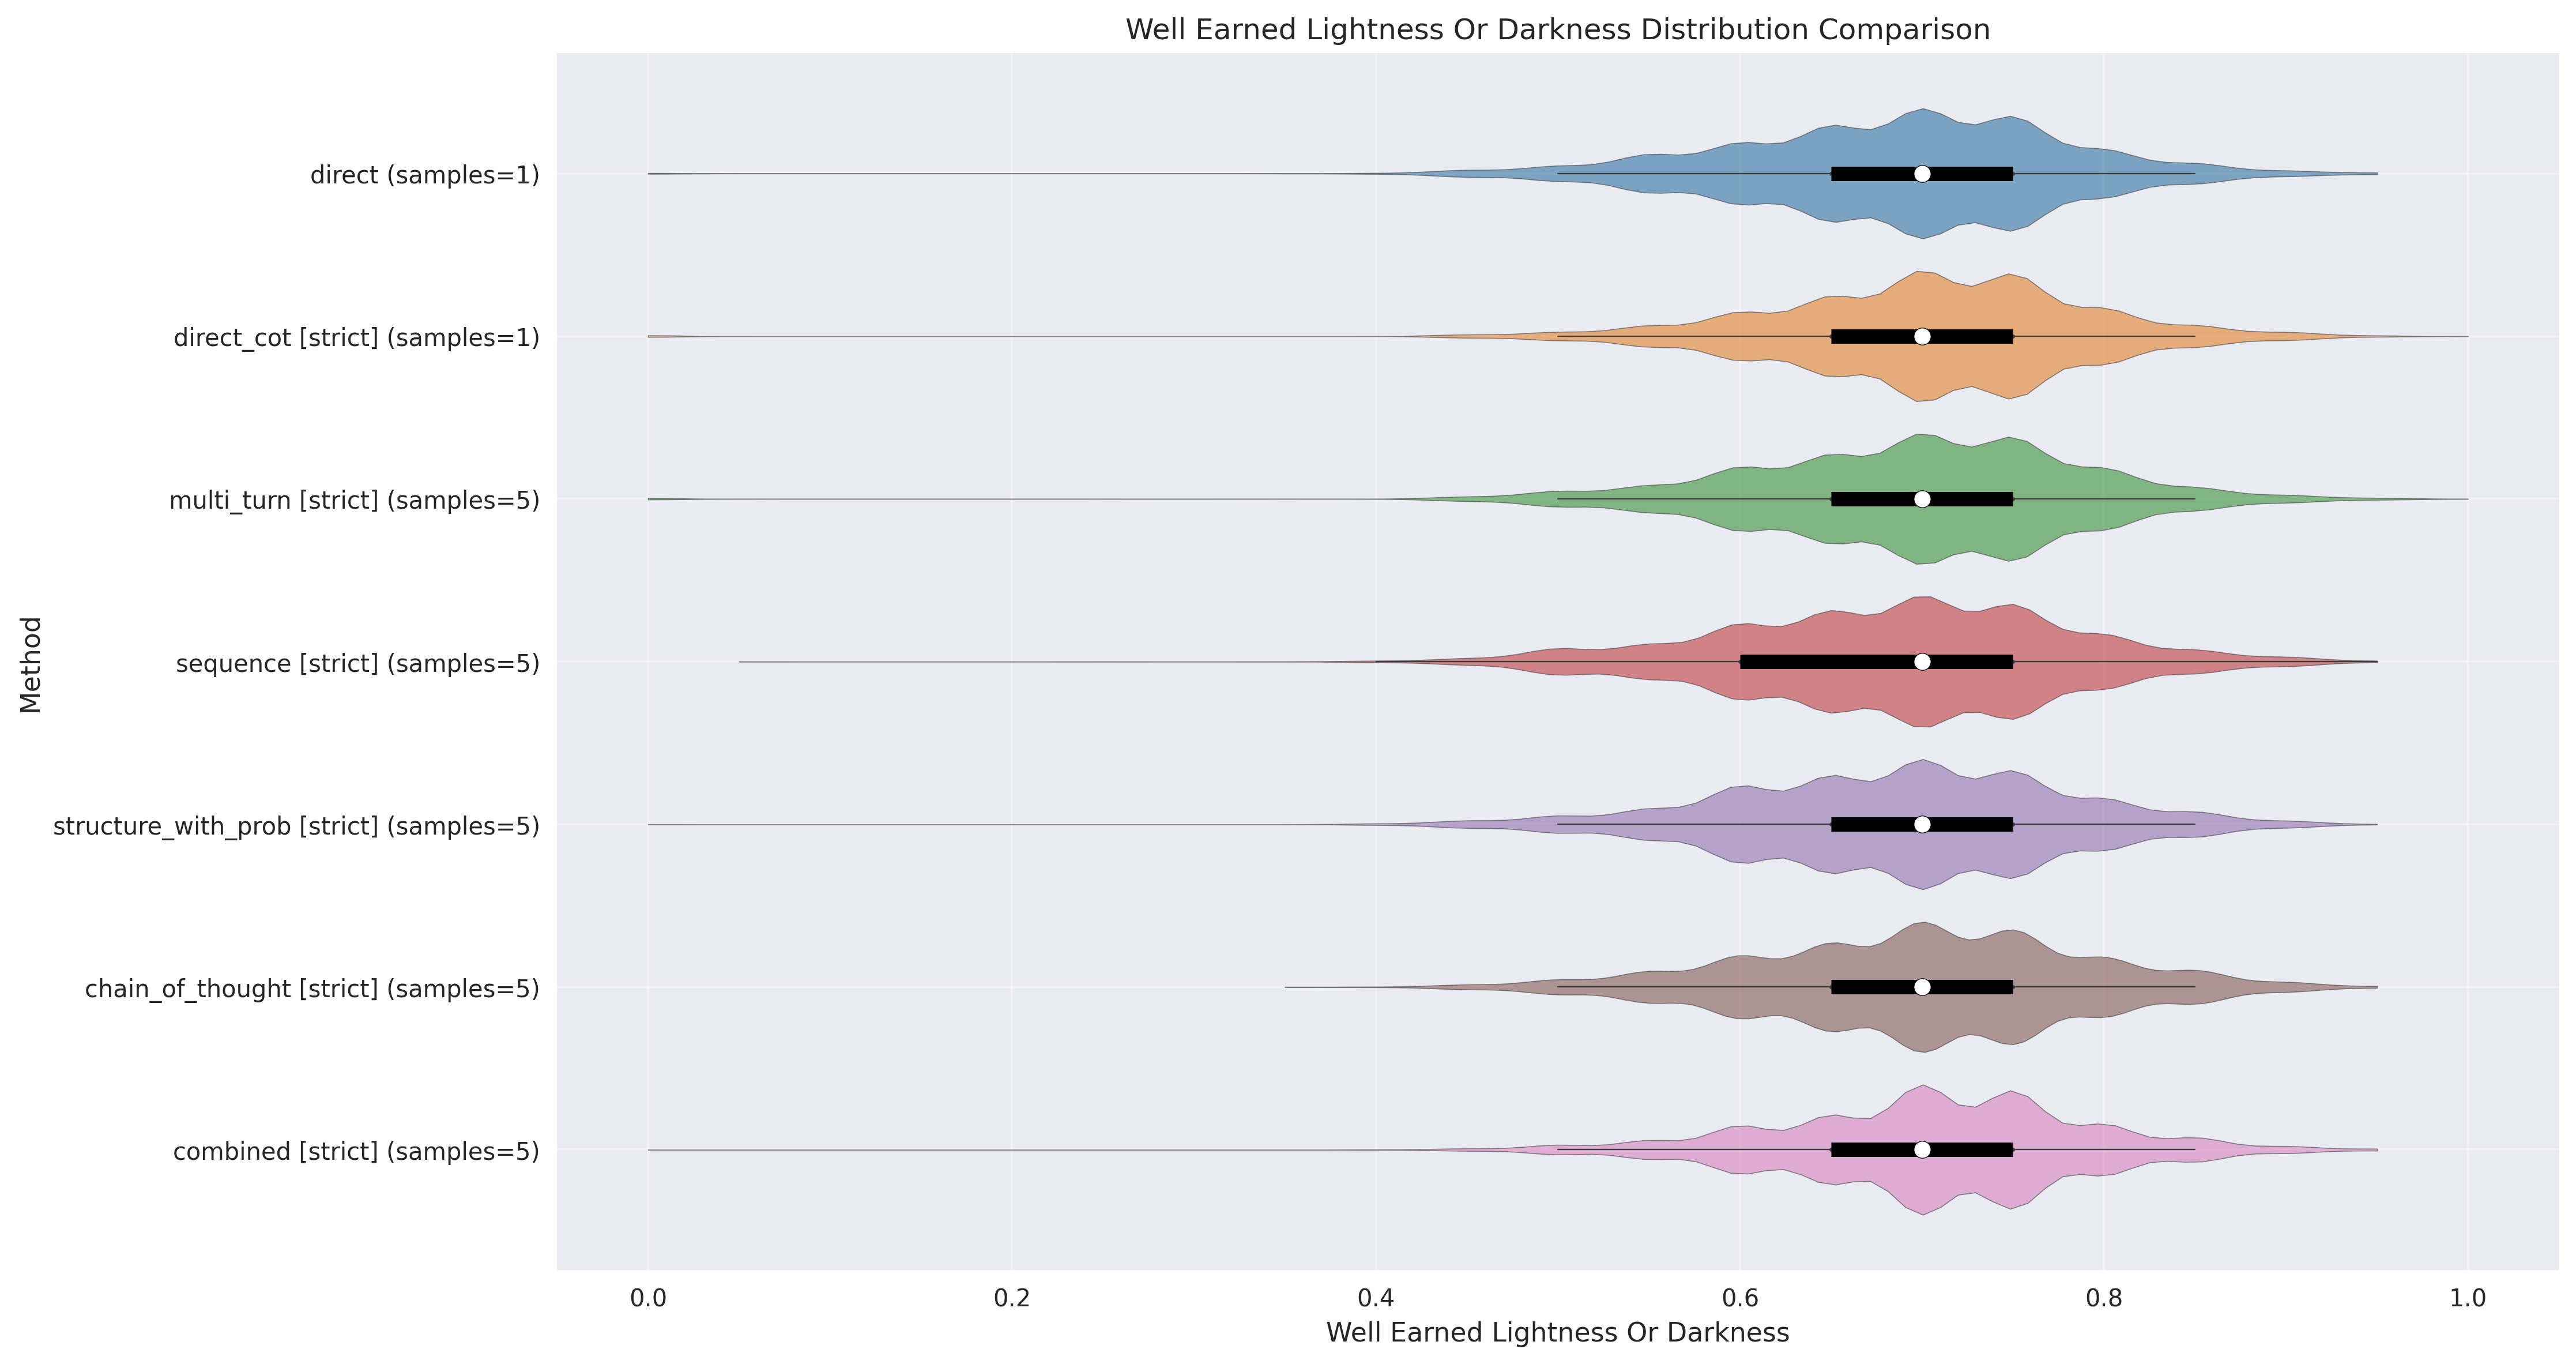 Well Earned Lightness Or Darkness Distribution Comparison
Method
direct (samples=1)
direct_cot [strict] (samples=1)
multi_turn [strict] (samples=5)
sequence [strict] (samples=5)
structure_with_prob [strict] (samples=5)
chain_of_thought [strict] (samples=5)
combined [strict] (samples=5)
0.0 0.2 0.4 0.6 0.8 1.0
Well Earned Lightness Or Darkness